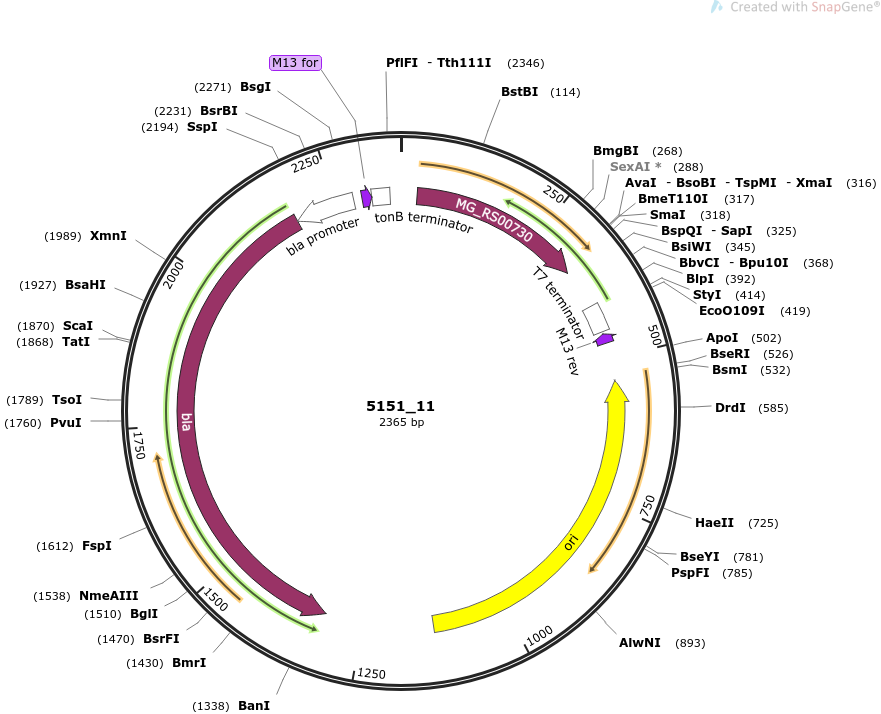 Created with SnapGene®
M13 for
PflFI - Tth111I (2346)
(2271) BsgI
BstBI (114)
(2231) BsrBI
(2194) SspI
BmgBI (268)
SexAI * (288)
AvaI - BsoBI - TspMI - XmaI (316)
BmeT110I (317)
SmaI (318)
BspQI - SapI (325)
BsiWI (345)
BbvCI - Bpu10I (368)
BlpI (392)
StyI (414)
EcoO109I (419)
ApoI (502)
BseRI (526)
BsmI (532)
DrdI (585)
HaeII (725)
BseYI (781)
PspFI (785)
AlwNI (893)
(1989) XmnI
(1927) BsaHI
(1870) ScaI
(1868) TatI
(1789) TsoI
(1760) PvuI
(1612) FspI
(1538) NmeAIII
(1510) BglI
(1470) BsrFI
(1430) BmrI
(1338) BanI
2250
250
2000
500
1750
750
1500
1000
1250
bla promoter
tonB terminator
MG_RS00730
T7 terminator
M13 rev
bla
ori
5151_11
2365 bp